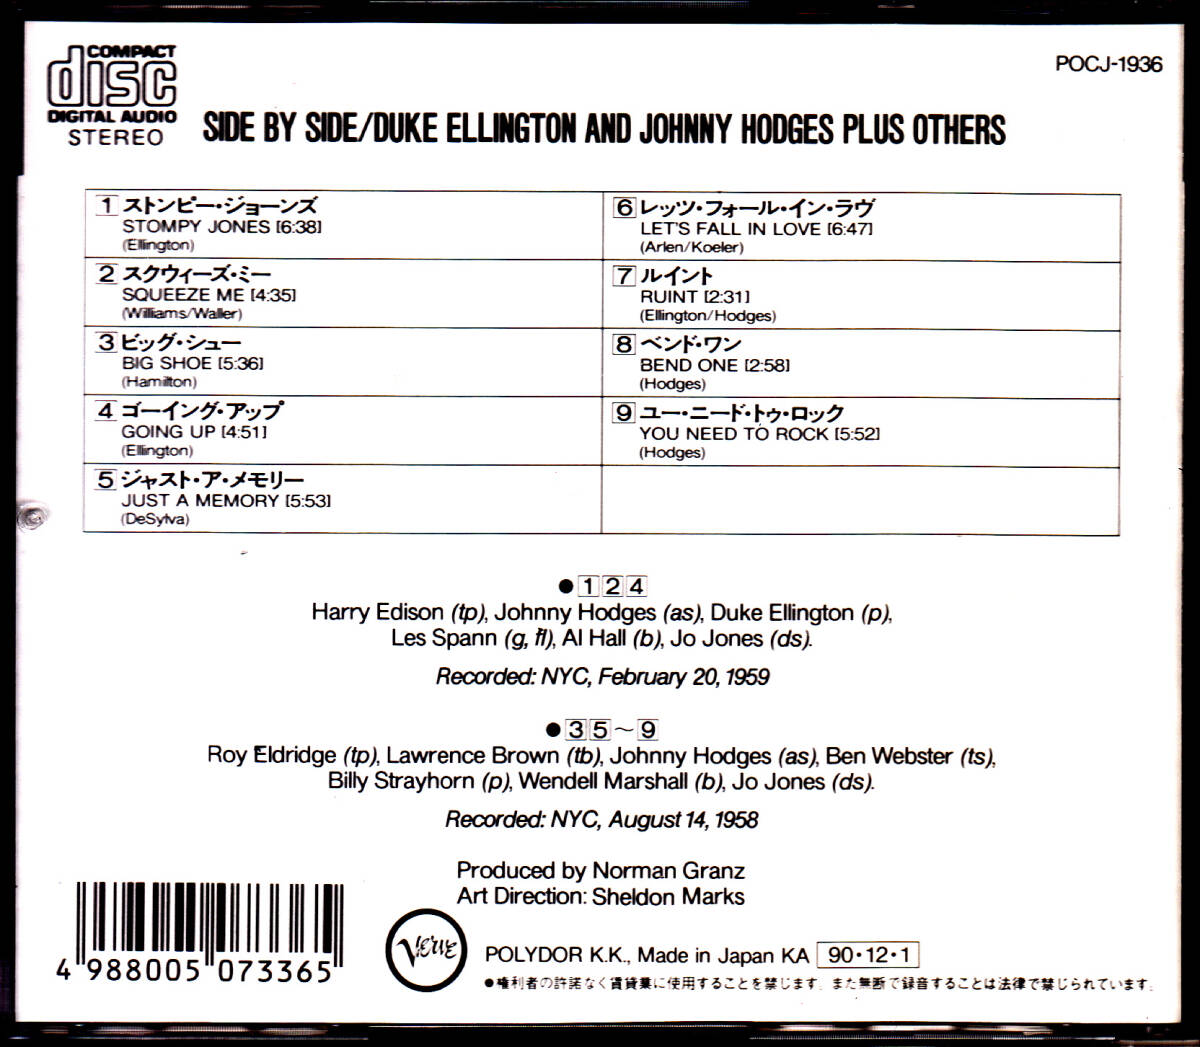 COMPACT
disc
DIGITAL AUDIO
STEREO
POCJ-1936
SIDE BY SIDE/DUKE ELLINGTON AND JOHNNY HODGES PLUS OTHERS
1 ストンピー・ジョーンズ
STOMPY JONES [6:38]
(Ellington)
2 スクウィーズ・ミー
SQUEEZE ME [4:35]
(Williams/Waller)
3 ビッグ・シュー
BIG SHOE [5:36]
(Hamilton)
4 ゴーイング・アップ
GOING UP [4:51]
(Ellington)
5 ジャスト・ア・メモリー
JUST A MEMORY [5:53]
(DeSylva)
6 レッツ・フォール・イン・ラヴ
LET'S FALL IN LOVE [6:47]
(Arlen/Koeler)
7 ルイント
RUINT [2:31]
(Ellington/Hodges)
8 ベンド・ワン
BEND ONE [2:58]
(Hodges)
9 ユー・ニード・トゥ・ロック
YOU NEED TO ROCK [5:52]
(Hodges)
●1 2 4
Harry Edison (tp), Johnny Hodges (as), Duke Ellington (p),
Les Spann (g, fl), Al Hall (b), Jo Jones (ds).
Recorded: NYC, February 20, 1959
●3 5～9
Roy Eldridge (tp), Lawrence Brown (tb), Johnny Hodges (as), Ben Webster (ts),
Billy Strayhorn (p), Wendell Marshall (b), Jo Jones (ds).
Recorded: NYC, August 14, 1958
Produced by Norman Granz
Art Direction: Sheldon Marks
4 988005 073365
Verve
POLYDOR K.K., Made in Japan KA 90・12・1
●権利者の許諾なく賃貸業に使用することを禁じます。また無断で録音することは法律で禁じられています。